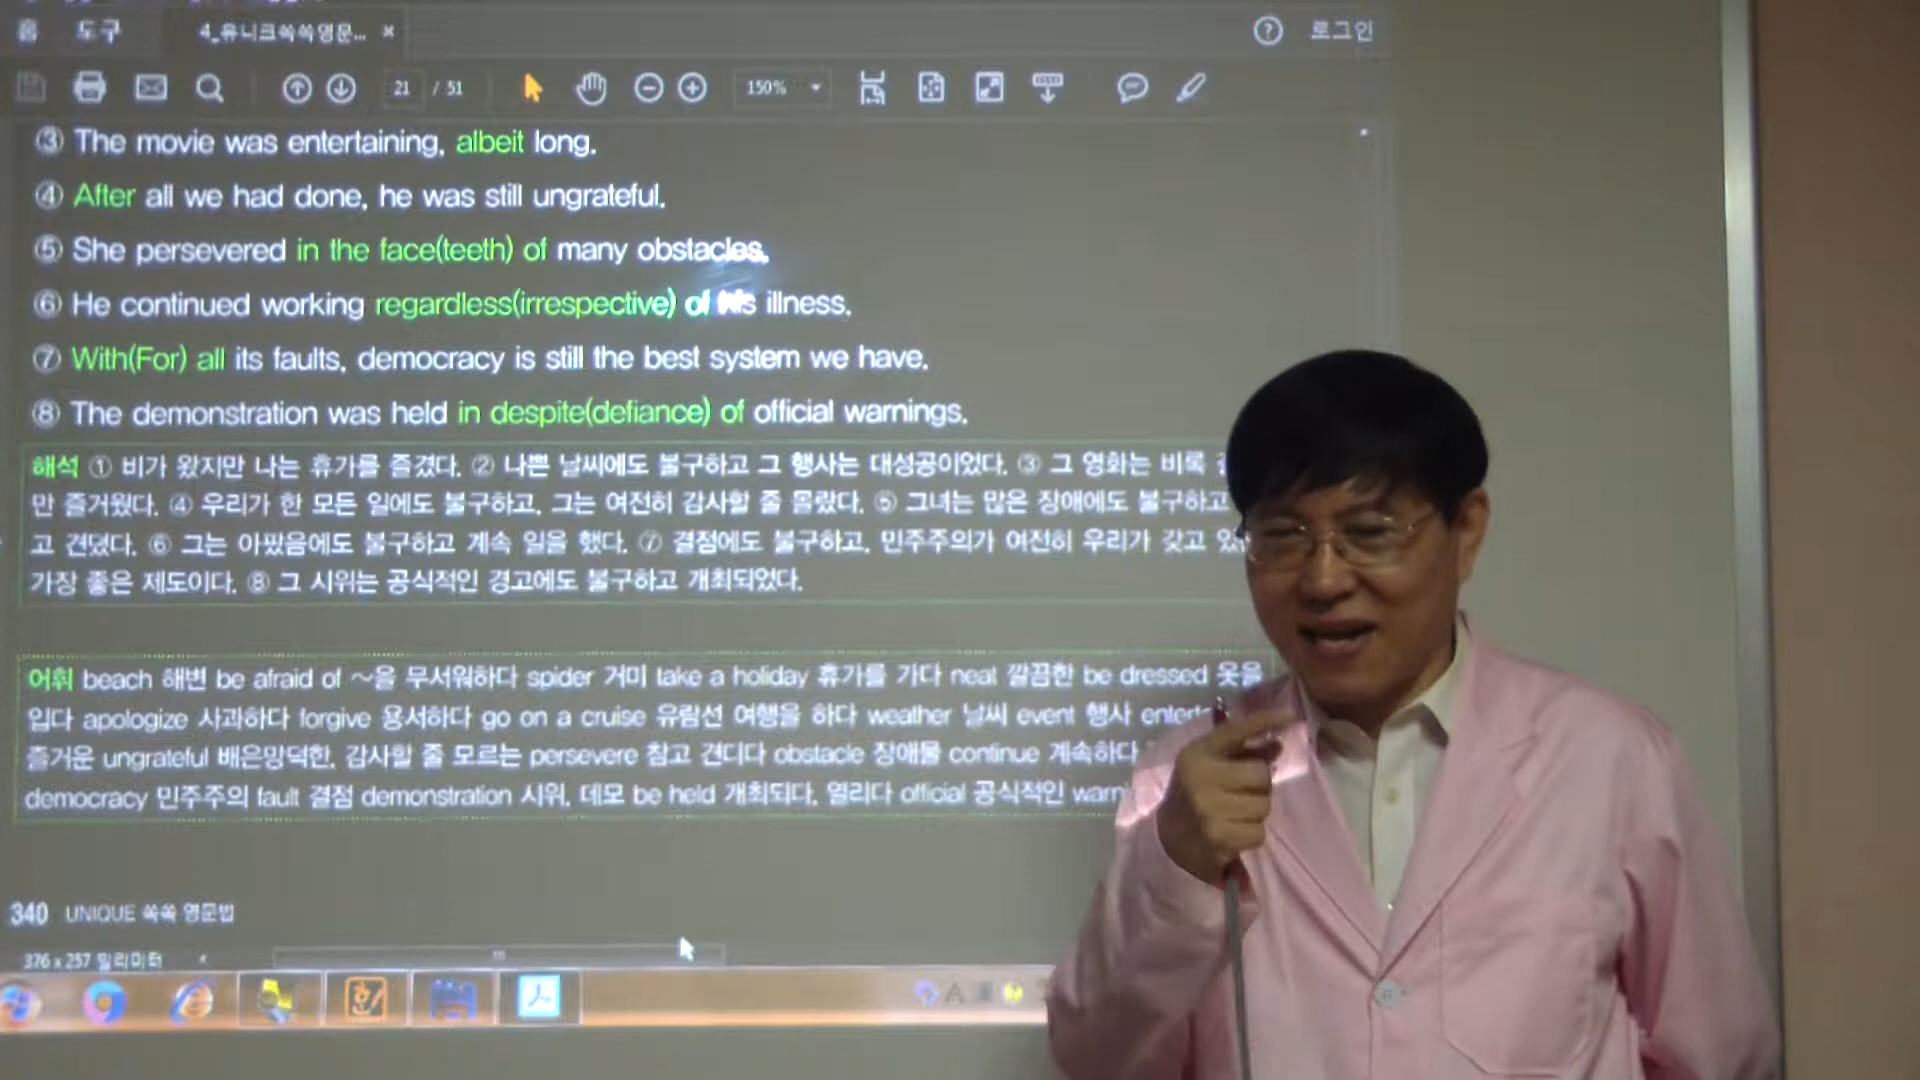 홈 도구 4_유니크쏙쏙영문... × ? 로그인
21 / 51 150%
③ The movie was entertaining, albeit long.
④ After all we had done, he was still ungrateful.
⑤ She persevered in the face(teeth) of many obstacles.
⑥ He continued working regardless(irrespective) of his illness.
⑦ With(For) all its faults, democracy is still the best system we have.
⑧ The demonstration was held in despite(defiance) of official warnings.
해석 ① 비가 왔지만 나는 휴가를 즐겼다. ② 나쁜 날씨에도 불구하고 그 행사는 대성공이었다. ③ 그 영화는 비록
만 즐거웠다. ④ 우리가 한 모든 일에도 불구하고, 그는 여전히 감사할 줄 몰랐다. ⑤ 그녀는 많은 장애에도 불구하고
고 견뎠다. ⑥ 그는 아팠음에도 불구하고 계속 일을 했다. ⑦ 결점에도 불구하고, 민주주의가 여전히 우리가 갖고
가장 좋은 제도이다. ⑧ 그 시위는 공식적인 경고에도 불구하고 개최되었다.
어휘 beach 해변 be afraid of ~을 무서워하다 spider 거미 take a holiday 휴가를 가다 neat 깔끔한 be dressed 옷을
입다 apologize 사과하다 forgive 용서하다 go on a cruise 유람선 여행을 하다 weather 날씨 event 행사
즐거운 ungrateful 배은망덕한, 감사할 줄 모르는 persevere 참고 견디다 obstacle 장애물 continue 계속하다
democracy 민주주의 fault 결점 demonstration 시위, 데모 be held 개최되다, 열리다 official 공식적인
340 UNIQUE 쏙쏙 영문법
376 x 257 밀리미터